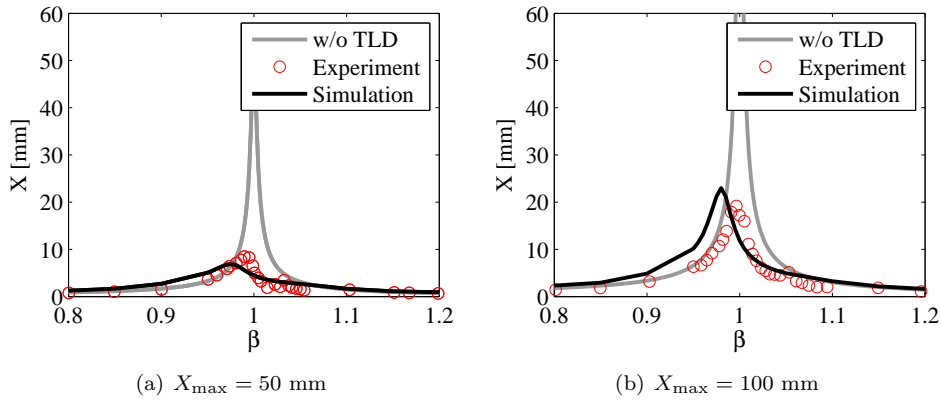 60
50
40
30
20
10
0
X [mm]
w/o TLD
Experiment
Simulation
0.8 0.9 1 1.1 1.2
β
(a) Xmax = 50 mm
60
50
40
30
20
10
0
X [mm]
w/o TLD
Experiment
Simulation
0.8 0.9 1 1.1 1.2
β
(b) Xmax = 100 mm